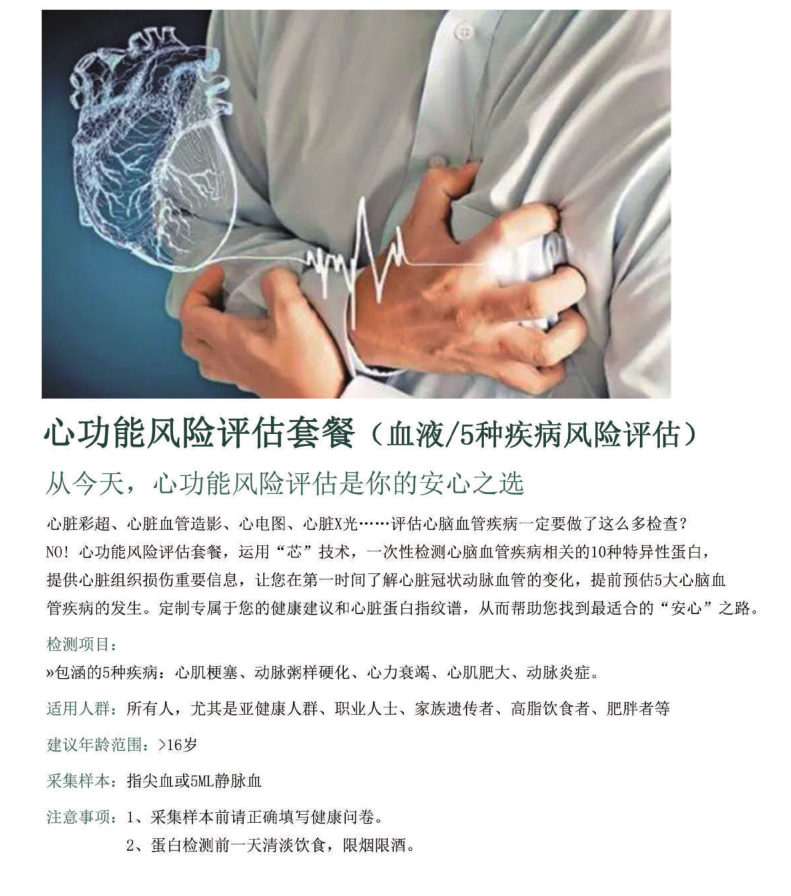 心功能风险评估套餐（血液/5种疾病风险评估）
从今天，心功能风险评估是你的安心之选
心脏彩超、心脏血管造影、心电图、心脏X光……评估心脑血管疾病一定要做了这么多检查？
NO! 心功能风险评估套餐，运用“芯”技术，一次性检测心脑血管疾病相关的10种特异性蛋白，
提供心脏组织损伤重要信息，让您在第一时间了解心脏冠状动脉血管的变化，提前预估5大心脑血
管疾病的发生。定制专属于您的健康建议和心脏蛋白指纹谱，从而帮助您找到最适合的“安心”之路。
检测项目：
»包涵的5种疾病：心肌梗塞、动脉粥样硬化、心力衰竭、心肌肥大、动脉炎症。
适用人群：所有人，尤其是亚健康人群、职业人士、家族遗传者、高脂饮食者、肥胖者等
建议年龄范围：>16岁
采集样本：指尖血或5ML静脉血
注意事项：1、采集样本前请正确填写健康问卷。
2、蛋白检测前一天清淡饮食，限烟限酒。